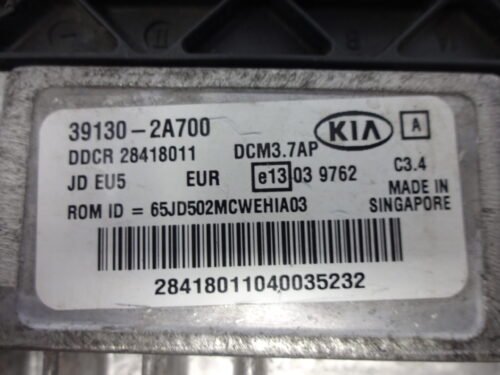 39130-2A700
KIA
A
DDCR 28418011 DCM3.7AP
JD EU5 EUR e13 03 9762 C3.4
ROM ID = 65JD502MCWEHIA03
MADE IN
SINGAPORE
28418011040035232